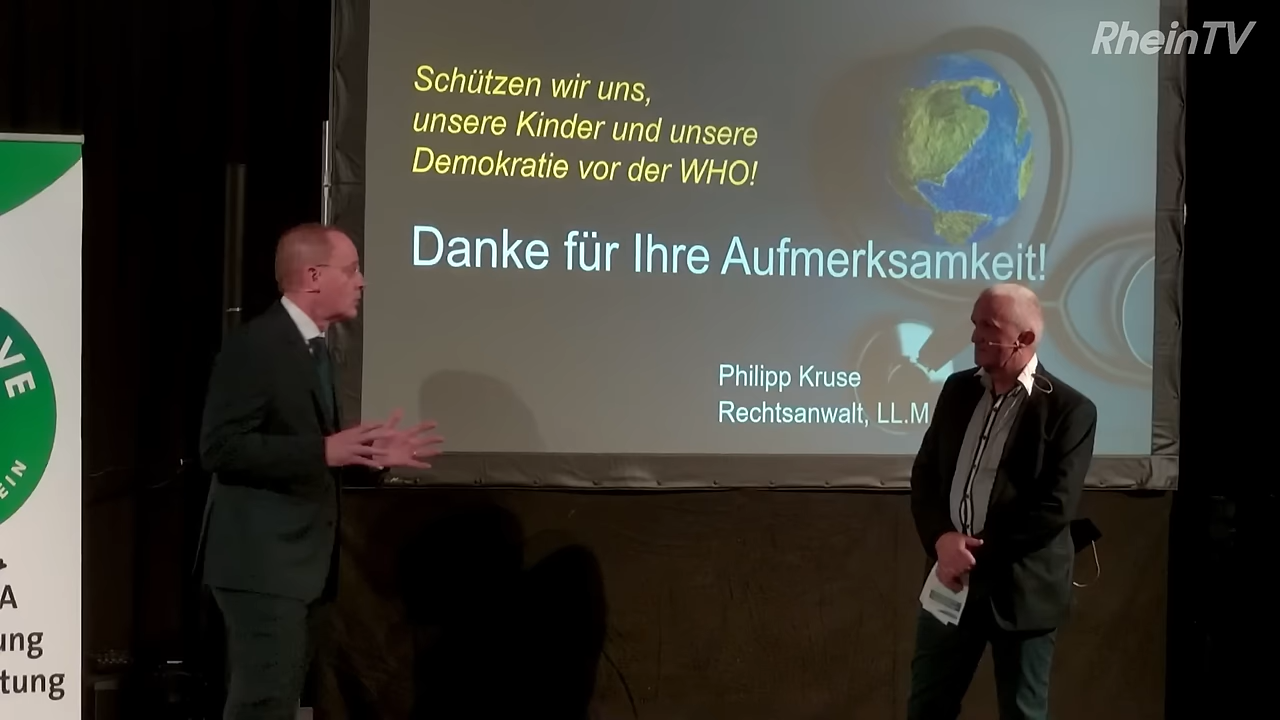 RheinTV
Schützen wir uns,
unsere Kinder und unsere
Demokratie vor der WHO!
Danke für Ihre Aufmerksamkeit!
Philipp Kruse
Rechtsanwalt, LL.M
VE
EIN
A
ung
tung